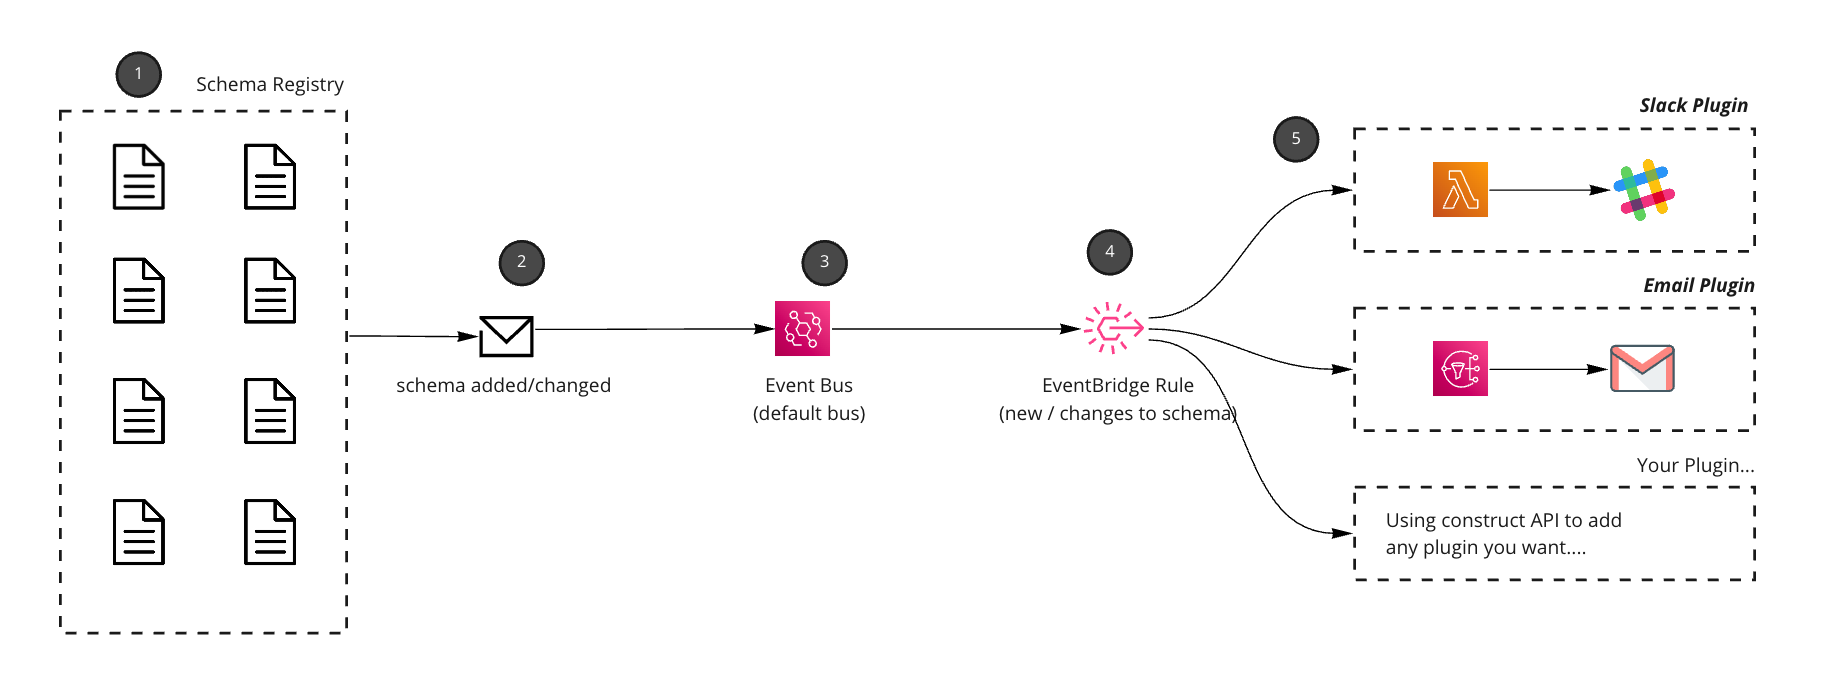 1
Schema Registry
2
schema added/changed
3
Event Bus
(default bus)
4
EventBridge Rule
(new / changes to schema)
5
Slack Plugin
Email Plugin
Your Plugin...
Using construct API to add
any plugin you want....